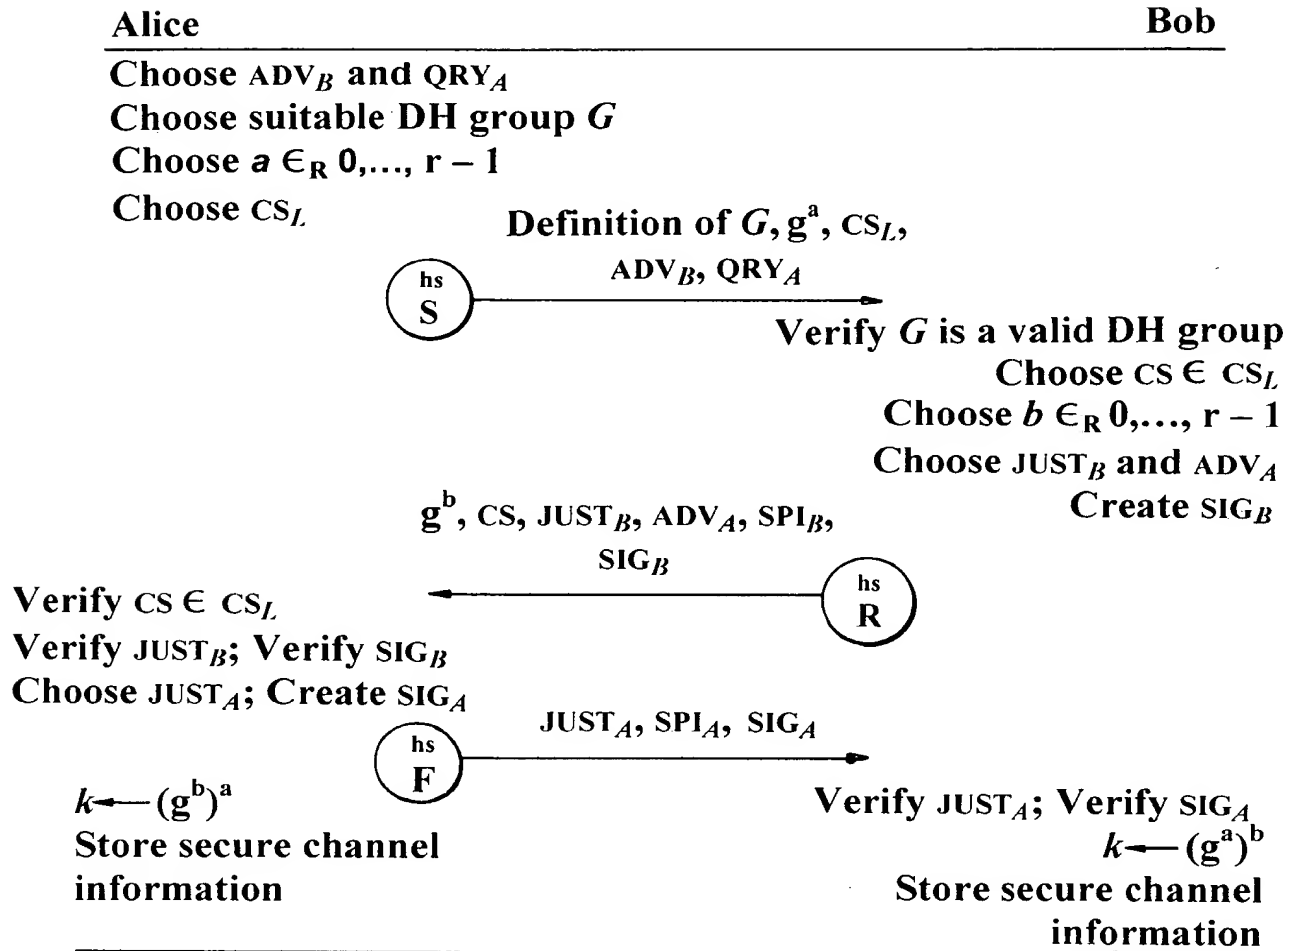 Alice Bob
Choose ADV_B and QRY_A
Choose suitable DH group G
Choose a ∈_R 0,..., r – 1
Choose CS_L
Definition of G, g^a, CS_L,
ADV_B, QRY_A
hs
S
Verify G is a valid DH group
Choose CS ∈ CS_L
Choose b ∈_R 0,..., r – 1
Choose JUST_B and ADV_A
Create SIG_B
g^b, CS, JUST_B, ADV_A, SPI_B,
SIG_B
hs
R
Verify CS ∈ CS_L
Verify JUST_B; Verify SIG_B
Choose JUST_A; Create SIG_A
JUST_A, SPI_A, SIG_A
hs
F
k ← (g^b)^a
Store secure channel
information
Verify JUST_A; Verify SIG_A
k ← (g^a)^b
Store secure channel
information